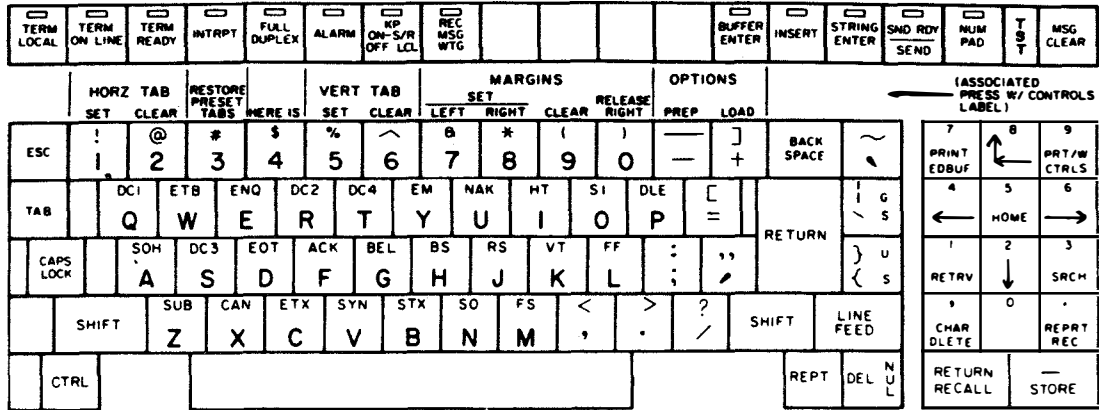 TERM LOCAL
TERM ON LINE
TERM READY
INTRPT
FULL DUPLEX
ALARM
KP ON-S/R OFF LCL
REC MSG WTG
BUFFER ENTER
INSERT
STRING ENTER
SND RDY SEND
NUM PAD
TST
MSG CLEAR
HORZ TAB
SET CLEAR
RESTORE PRESET TABS
HERE IS
VERT TAB
SET CLEAR
MARGINS
SET
LEFT RIGHT CLEAR RELEASE RIGHT
OPTIONS
PREP LOAD
(ASSOCIATED PRESS W/ CONTROLS LABEL)
ESC
! 1
@ 2
# 3
$ 4
% 5
^ 6
& 7
* 8
( 9
) 0
— —
] +
BACK SPACE
~ `
TAB
DC1 Q
ETB W
ENQ E
DC2 R
DC4 T
EM Y
NAK U
HT I
SI O
DLE P
[ =
RETURN
¦ \ G S
CAPS LOCK
SOH A
DC3 S
EOT D
ACK F
BEL G
BS H
RS J
VT K
FF L
: ;
" '
} { U S
SHIFT
SUB Z
CAN X
ETX C
SYN V
STX B
SO N
FS M
< ,
> .
? /
SHIFT
LINE FEED
CTRL
REPT
DEL NUL
7 PRINT EDBUF
8 ↑ ←
9 PRT/W CTRLS
4 ←
5 HOME
6 →
1 RETRV
2 ↓
3 SRCH
, CHAR DLETE
0
. REPRT REC
RETURN RECALL
— STORE